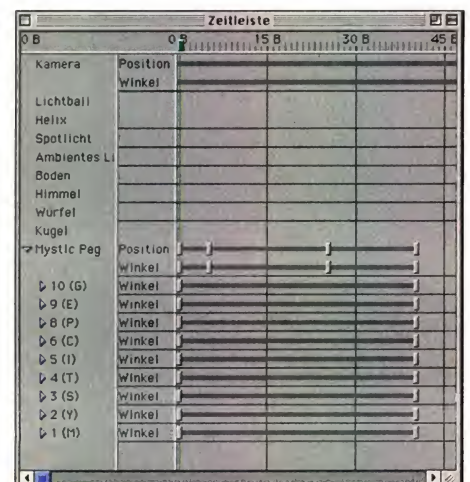 Zeitleiste
0 B 0 B 15 B 30 B 45 B
Kamera Position
Winkel
Lichtball
Helix
Spotlicht
Ambientes Li
Boden
Himmel
Würfel
Kugel
Mystic Peg Position
Winkel
10 (G) Winkel
9 (E) Winkel
8 (P) Winkel
6 (C) Winkel
5 (I) Winkel
4 (T) Winkel
3 (S) Winkel
2 (Y) Winkel
1 (M) Winkel